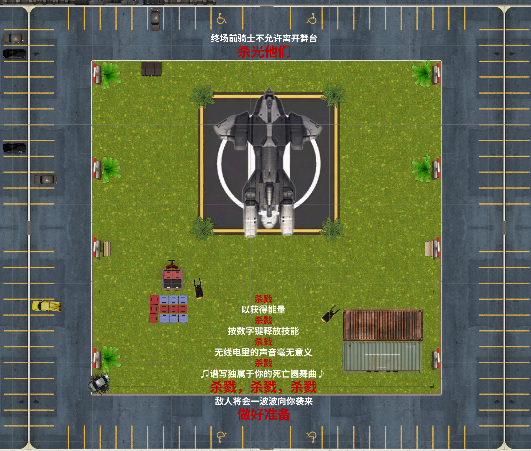 终场前骑士不允许离开舞台
杀光他们
杀戮
以获得能量
杀戮
按数字键释放技能
杀戮
无线电里的声音毫无意义
杀戮
♫谱写独属于你的死亡圆舞曲♪
杀戮，杀戮，杀戮
敌人将会一波波向你袭来
做好准备